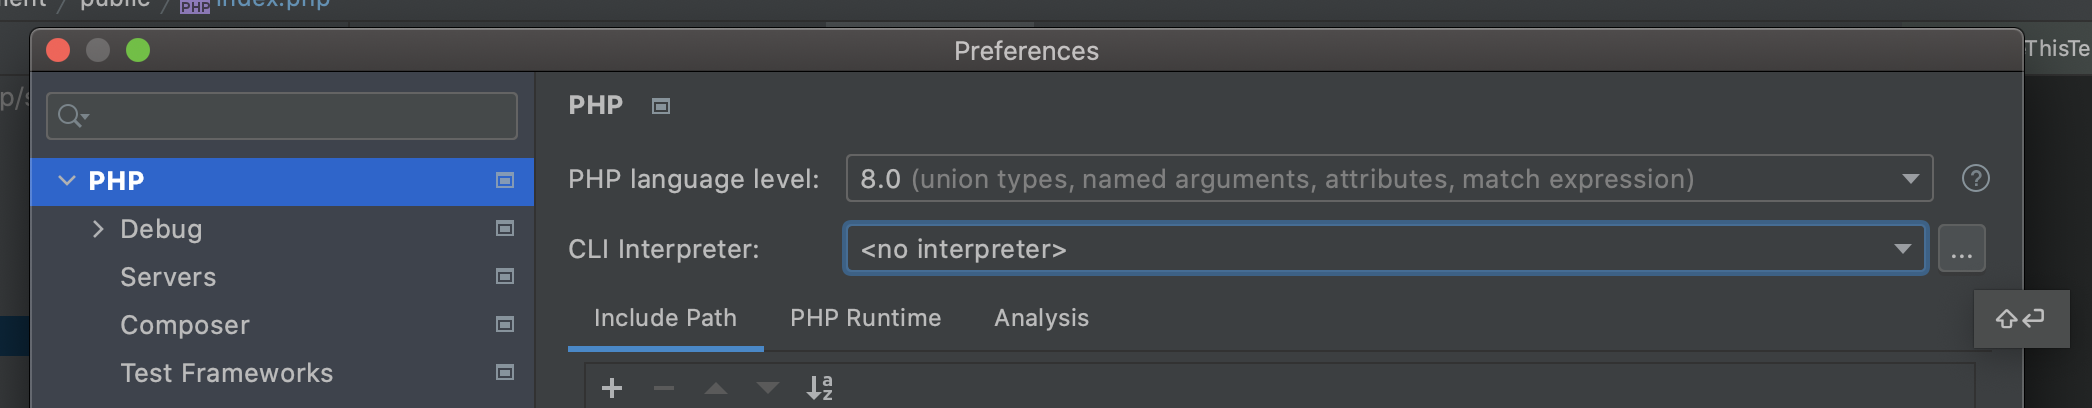 / public / PHP index.php
Preferences
ThisTe
p/s
PHP
PHP
Debug
Servers
Composer
Test Frameworks
PHP language level:
8.0 (union types, named arguments, attributes, match expression)
?
CLI Interpreter:
<no interpreter>
...
Include Path
PHP Runtime
Analysis